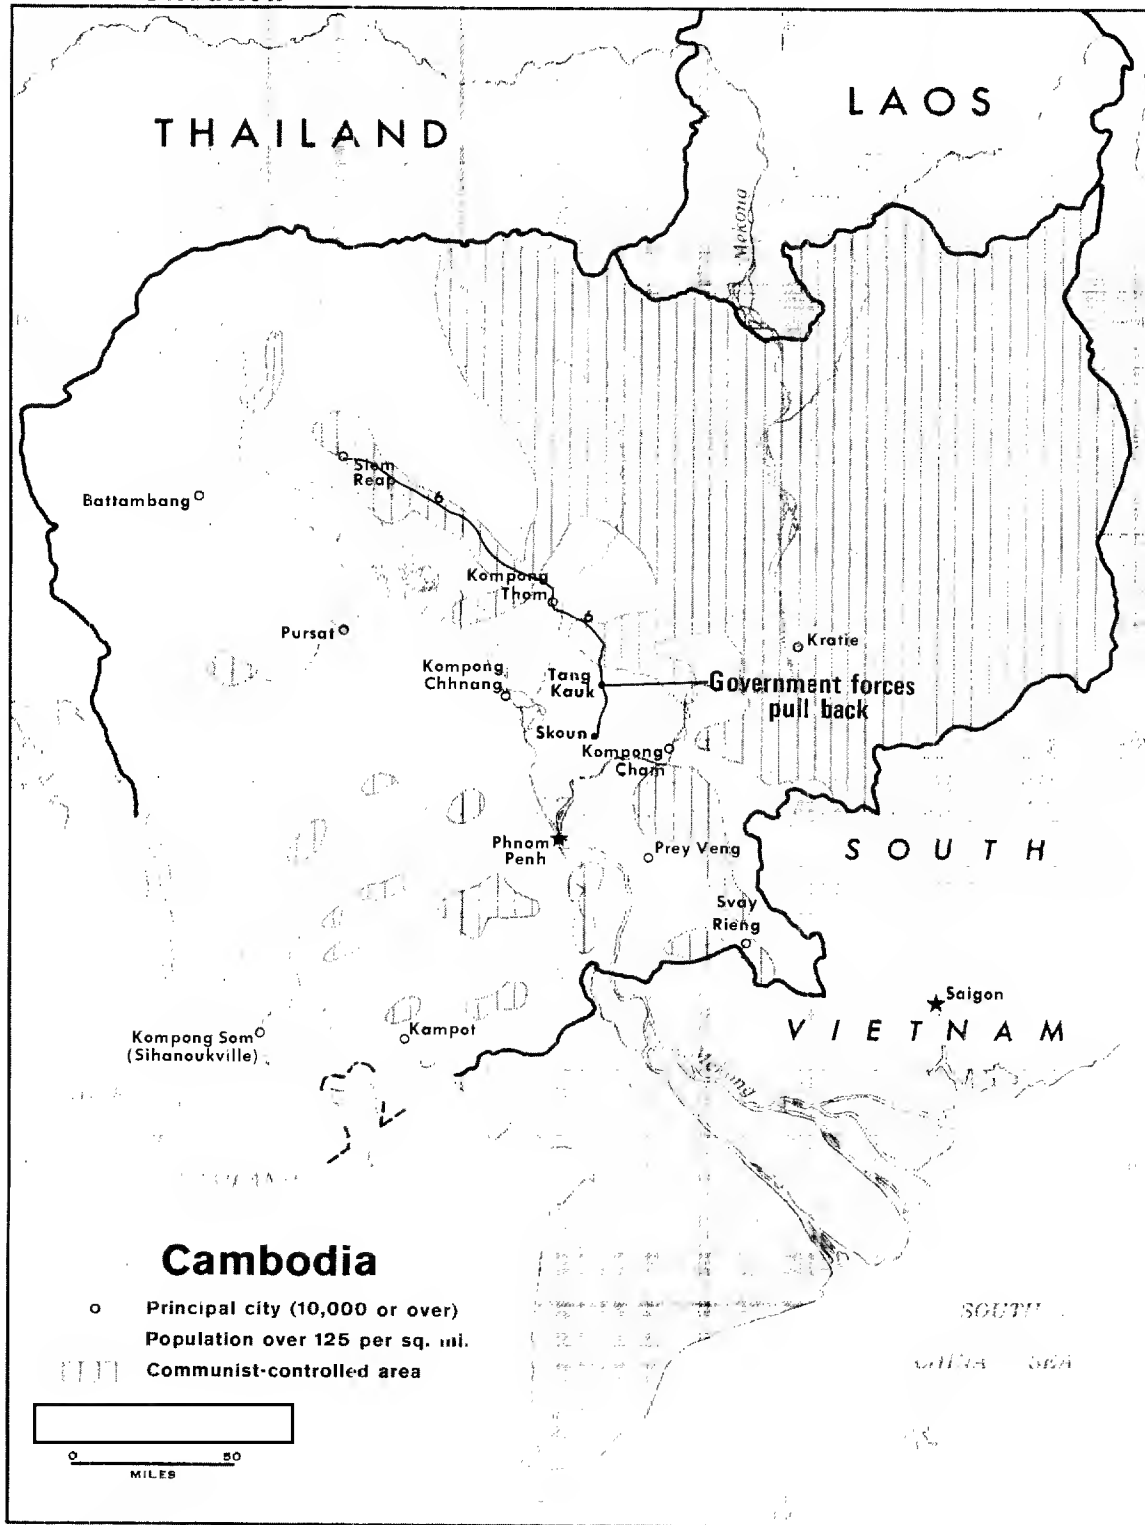 THAILAND
LAOS
Mekong
Siem
Reap
6
Battambang
Kompong
Thom
6
Pursat
Kratie
Kompong
Chhnang
Tang
Kauk
Government forces
pull back
Skoun
Kompong
Cham
Phnom
Penh
Prey Veng
SOUTH
Svay
Rieng
Saigon
VIETNAM
Kompong Som
(Sihanoukville)
Kampot
Mekong
Cambodia
Principal city (10,000 or over)
Population over 125 per sq. mi.
Communist-controlled area
SOUTH
CHINA SEA
0 50
MILES